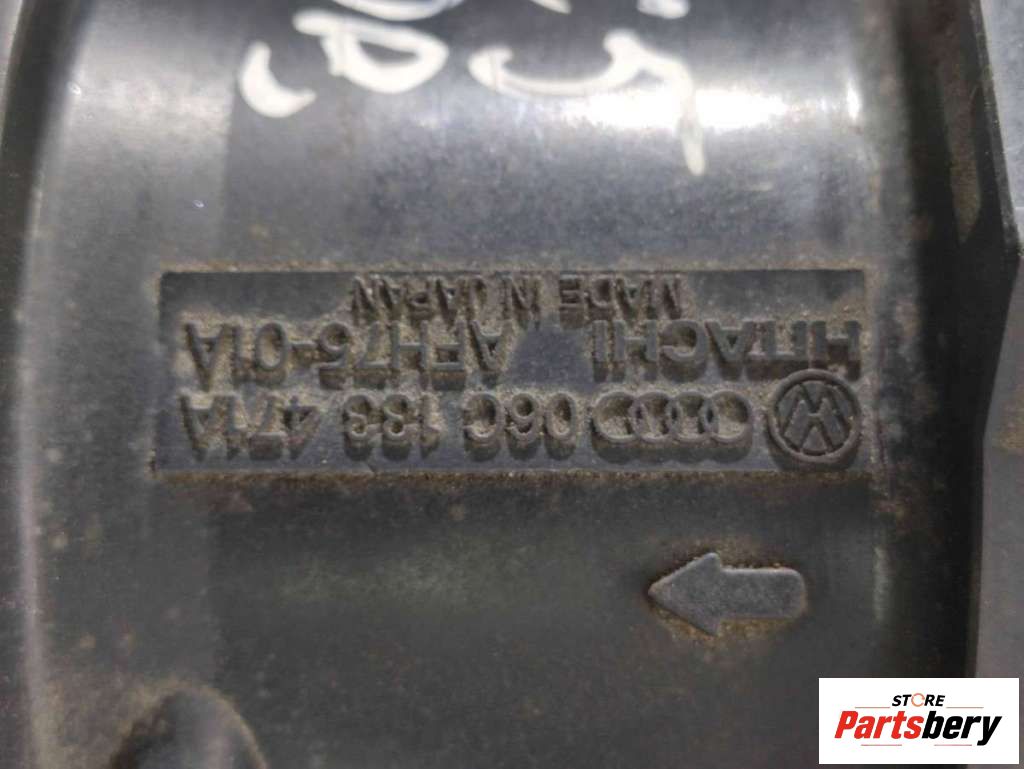 06C 133 471A
HITACHI AFH75-01A
MADE IN JAPAN
STORE
Partsbery